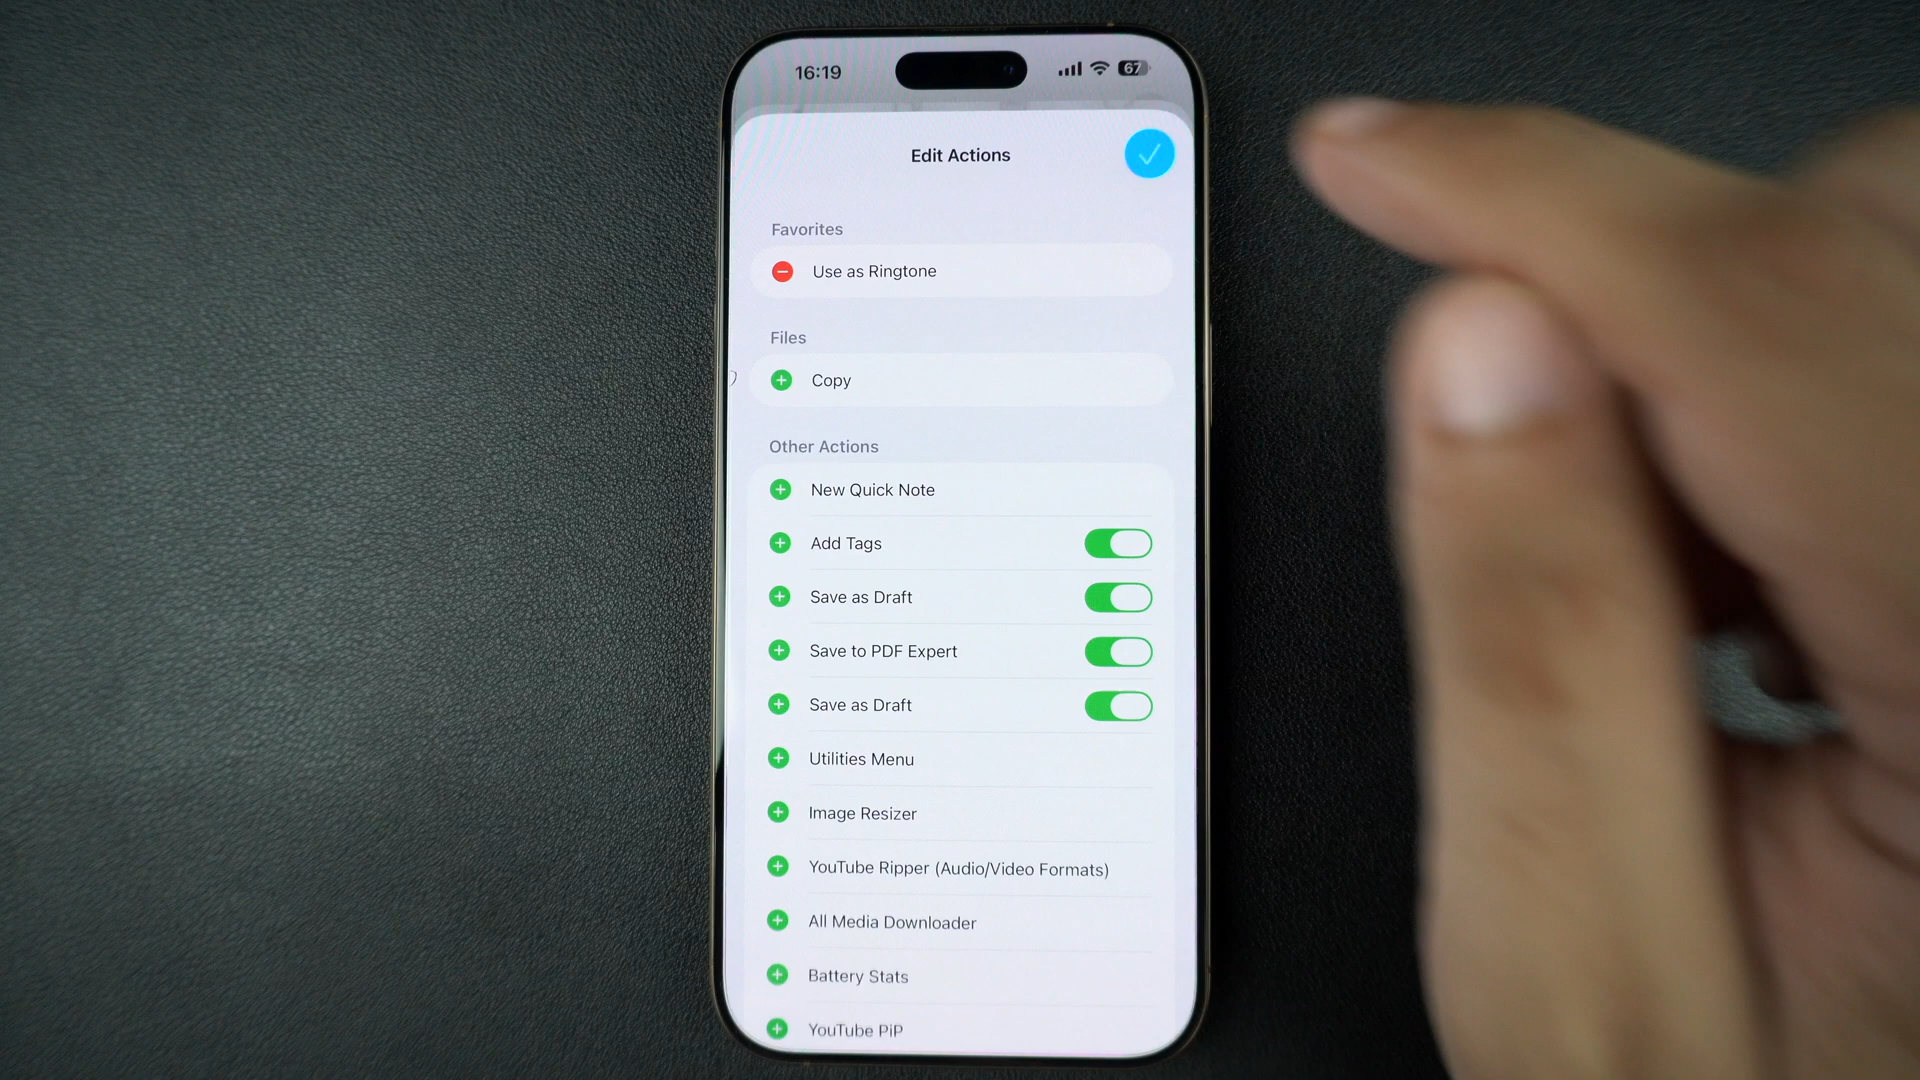 16:19
67
Edit Actions
Favorites
Use as Ringtone
Files
Copy
Other Actions
New Quick Note
Add Tags
Save as Draft
Save to PDF Expert
Save as Draft
Utilities Menu
Image Resizer
YouTube Ripper (Audio/Video Formats)
All Media Downloader
Battery Stats
YouTube PiP